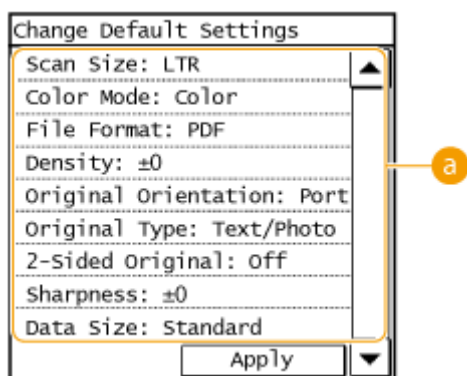 Change Default Settings
Scan Size: LTR
Color Mode: Color
File Format: PDF
Density: ±0
Original Orientation: Port
Original Type: Text/Photo
2-Sided Original: Off
Sharpness: ±0
Data Size: Standard
Apply
a